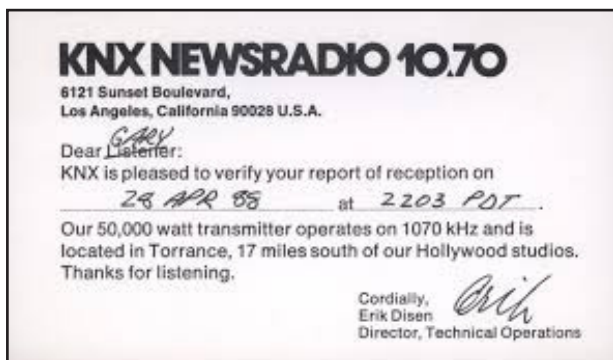 KNX NEWSRADIO 10.70
6121 Sunset Boulevard,
Los Angeles, California 90028 U.S.A.
GARY
Dear Listener:
KNX is pleased to verify your report of reception on
28 APR 88 at 2203 PDT.
Our 50,000 watt transmitter operates on 1070 kHz and is
located in Torrance, 17 miles south of our Hollywood studios.
Thanks for listening.
Cordially,
Erik
Erik Disen
Director, Technical Operations